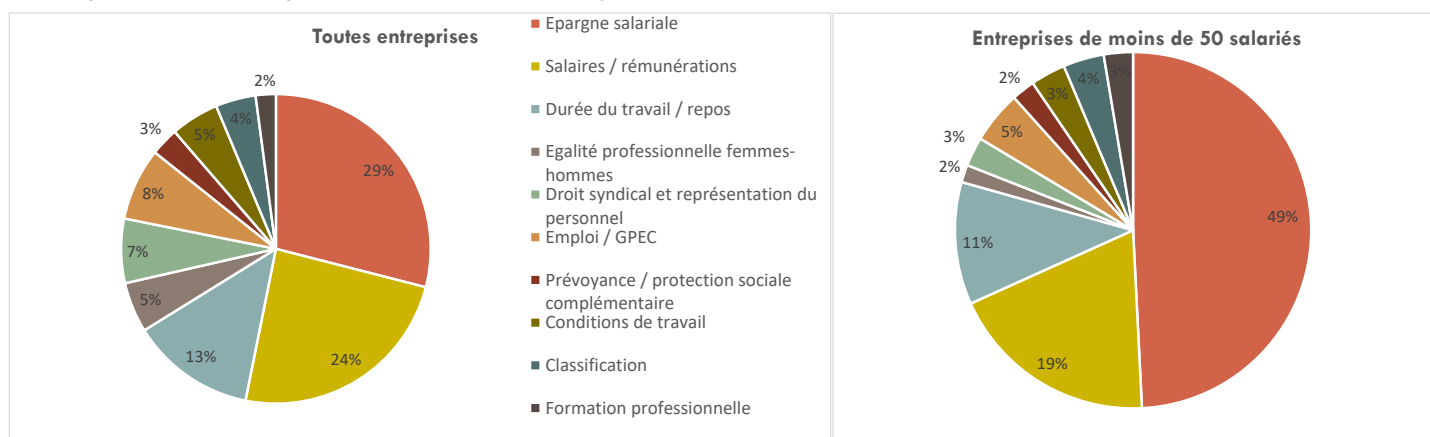 Toutes entreprises
2%
4%
5%
3%
8%
7%
5%
13%
24%
29%
Epargne salariale
Salaires / rémunérations
Durée du travail / repos
Egalité professionnelle femmes-
hommes
Droit syndical et représentation du
personnel
Emploi / GPEC
Prévoyance / protection sociale
complémentaire
Conditions de travail
Classification
Formation professionnelle
Entreprises de moins de 50 salariés
3%
4%
3%
2%
5%
3%
2%
11%
19%
49%